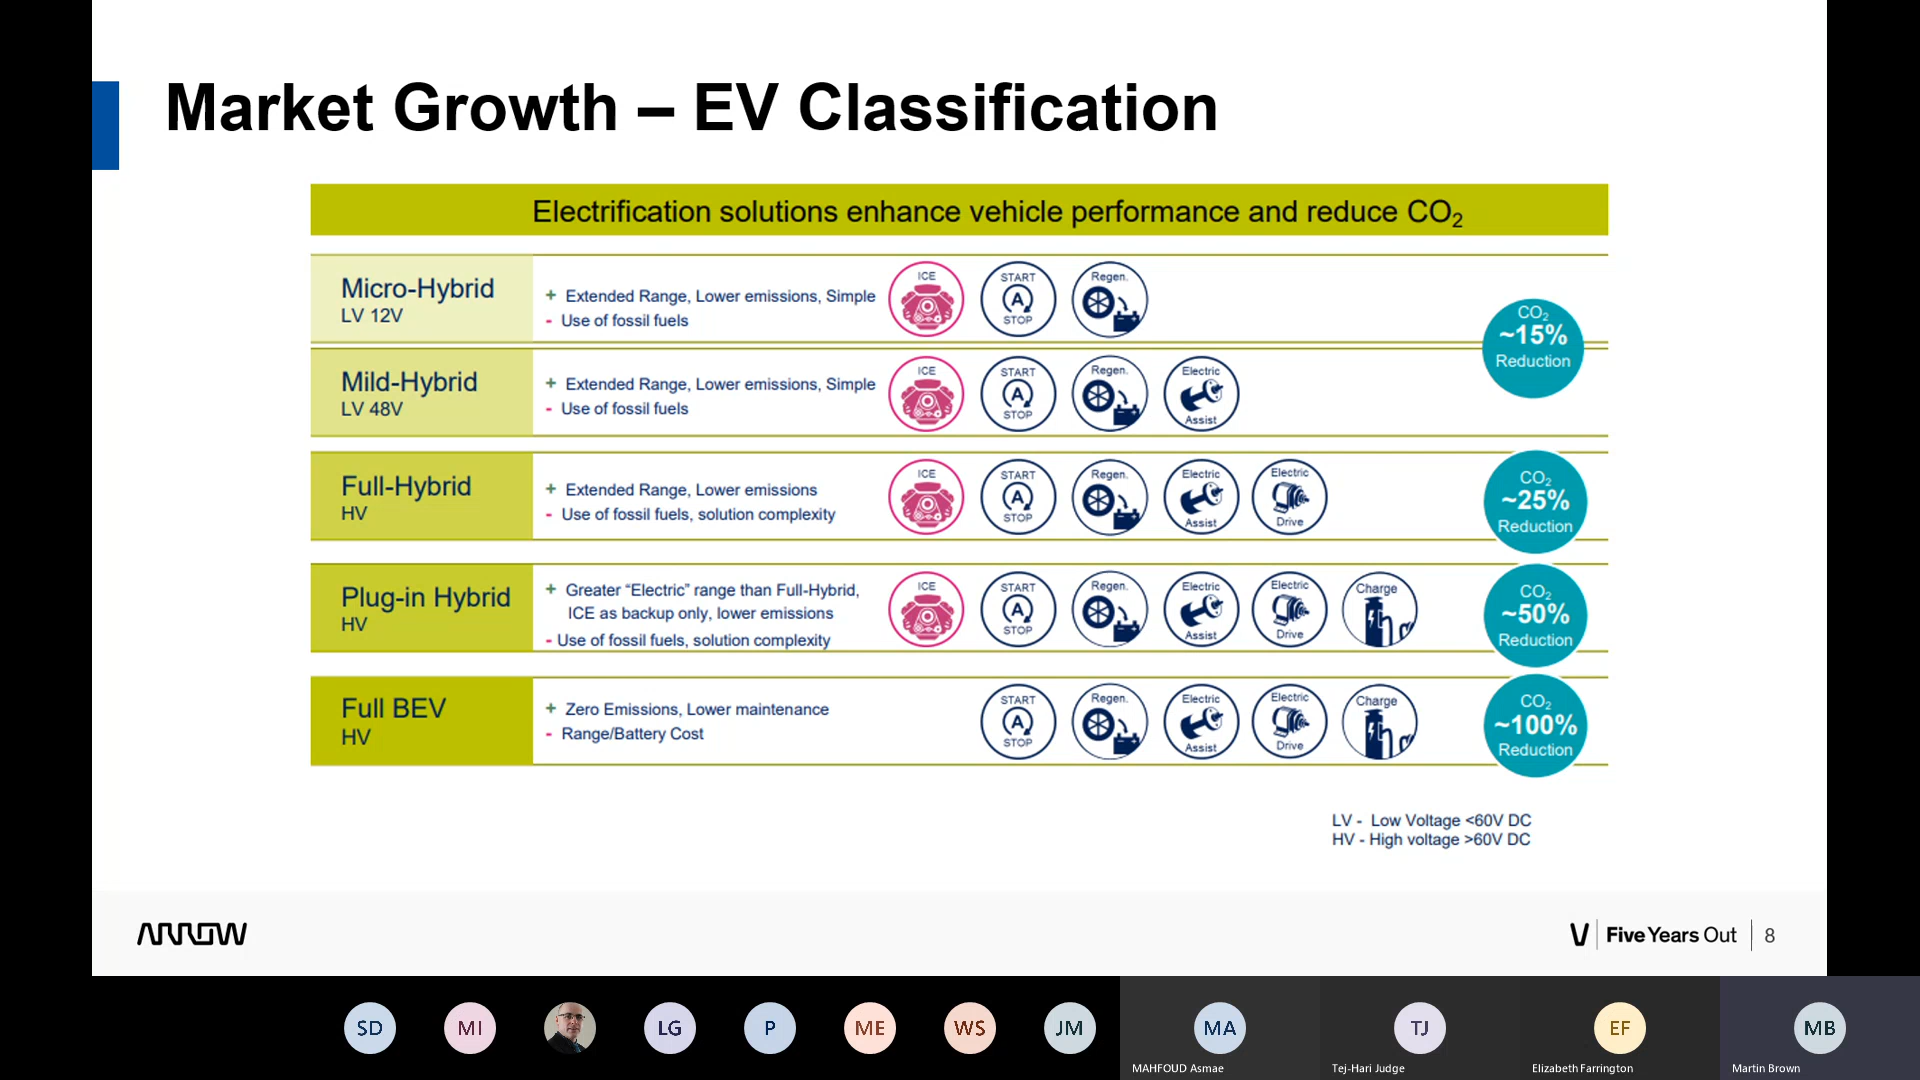 Market Growth – EV Classification
Electrification solutions enhance vehicle performance and reduce CO₂
Micro-Hybrid
LV 12V
+ Extended Range, Lower emissions, Simple
- Use of fossil fuels
ICE
START
A
STOP
Regen.
CO₂
~15%
Reduction
Mild-Hybrid
LV 48V
+ Extended Range, Lower emissions, Simple
- Use of fossil fuels
ICE
START
A
STOP
Regen.
Electric
Assist
Full-Hybrid
HV
+ Extended Range, Lower emissions
- Use of fossil fuels, solution complexity
ICE
START
A
STOP
Regen.
Electric
Assist
Electric
Drive
CO₂
~25%
Reduction
Plug-in Hybrid
HV
+ Greater “Electric” range than Full-Hybrid,
ICE as backup only, lower emissions
- Use of fossil fuels, solution complexity
ICE
START
A
STOP
Regen.
Electric
Assist
Electric
Drive
Charge
CO₂
~50%
Reduction
Full BEV
HV
+ Zero Emissions, Lower maintenance
- Range/Battery Cost
START
A
STOP
Regen.
Electric
Assist
Electric
Drive
Charge
CO₂
~100%
Reduction
LV - Low Voltage <60V DC
HV - High voltage >60V DC
ARROW
Five Years Out
8
SD
MI
LG
P
ME
WS
JM
MA
TJ
EF
MB
MAHFOUD Asmae
Tej-Hari Judge
Elizabeth Farrington
Martin Brown